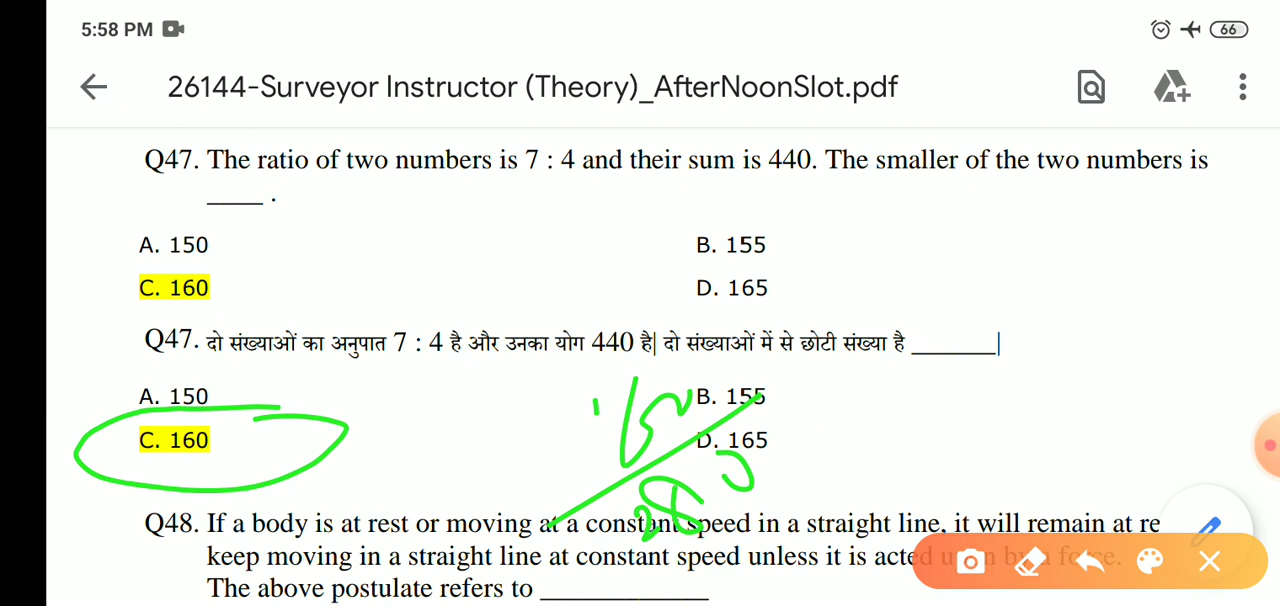 5:58 PM
66
26144-Surveyor Instructor (Theory)_AfterNoonSlot.pdf
Q47. The ratio of two numbers is 7 : 4 and their sum is 440. The smaller of the two numbers is
____ .
A. 150
B. 155
C. 160
D. 165
Q47. दो संख्याओं का अनुपात 7 : 4 है और उनका योग 440 है| दो संख्याओं में से छोटी संख्या है ______|
A. 150
B. 155
C. 160
D. 165
Q48. If a body is at rest or moving at a constant speed in a straight line, it will remain at re
keep moving in a straight line at constant speed unless it is acted upon by a force.
The above postulate refers to ____________